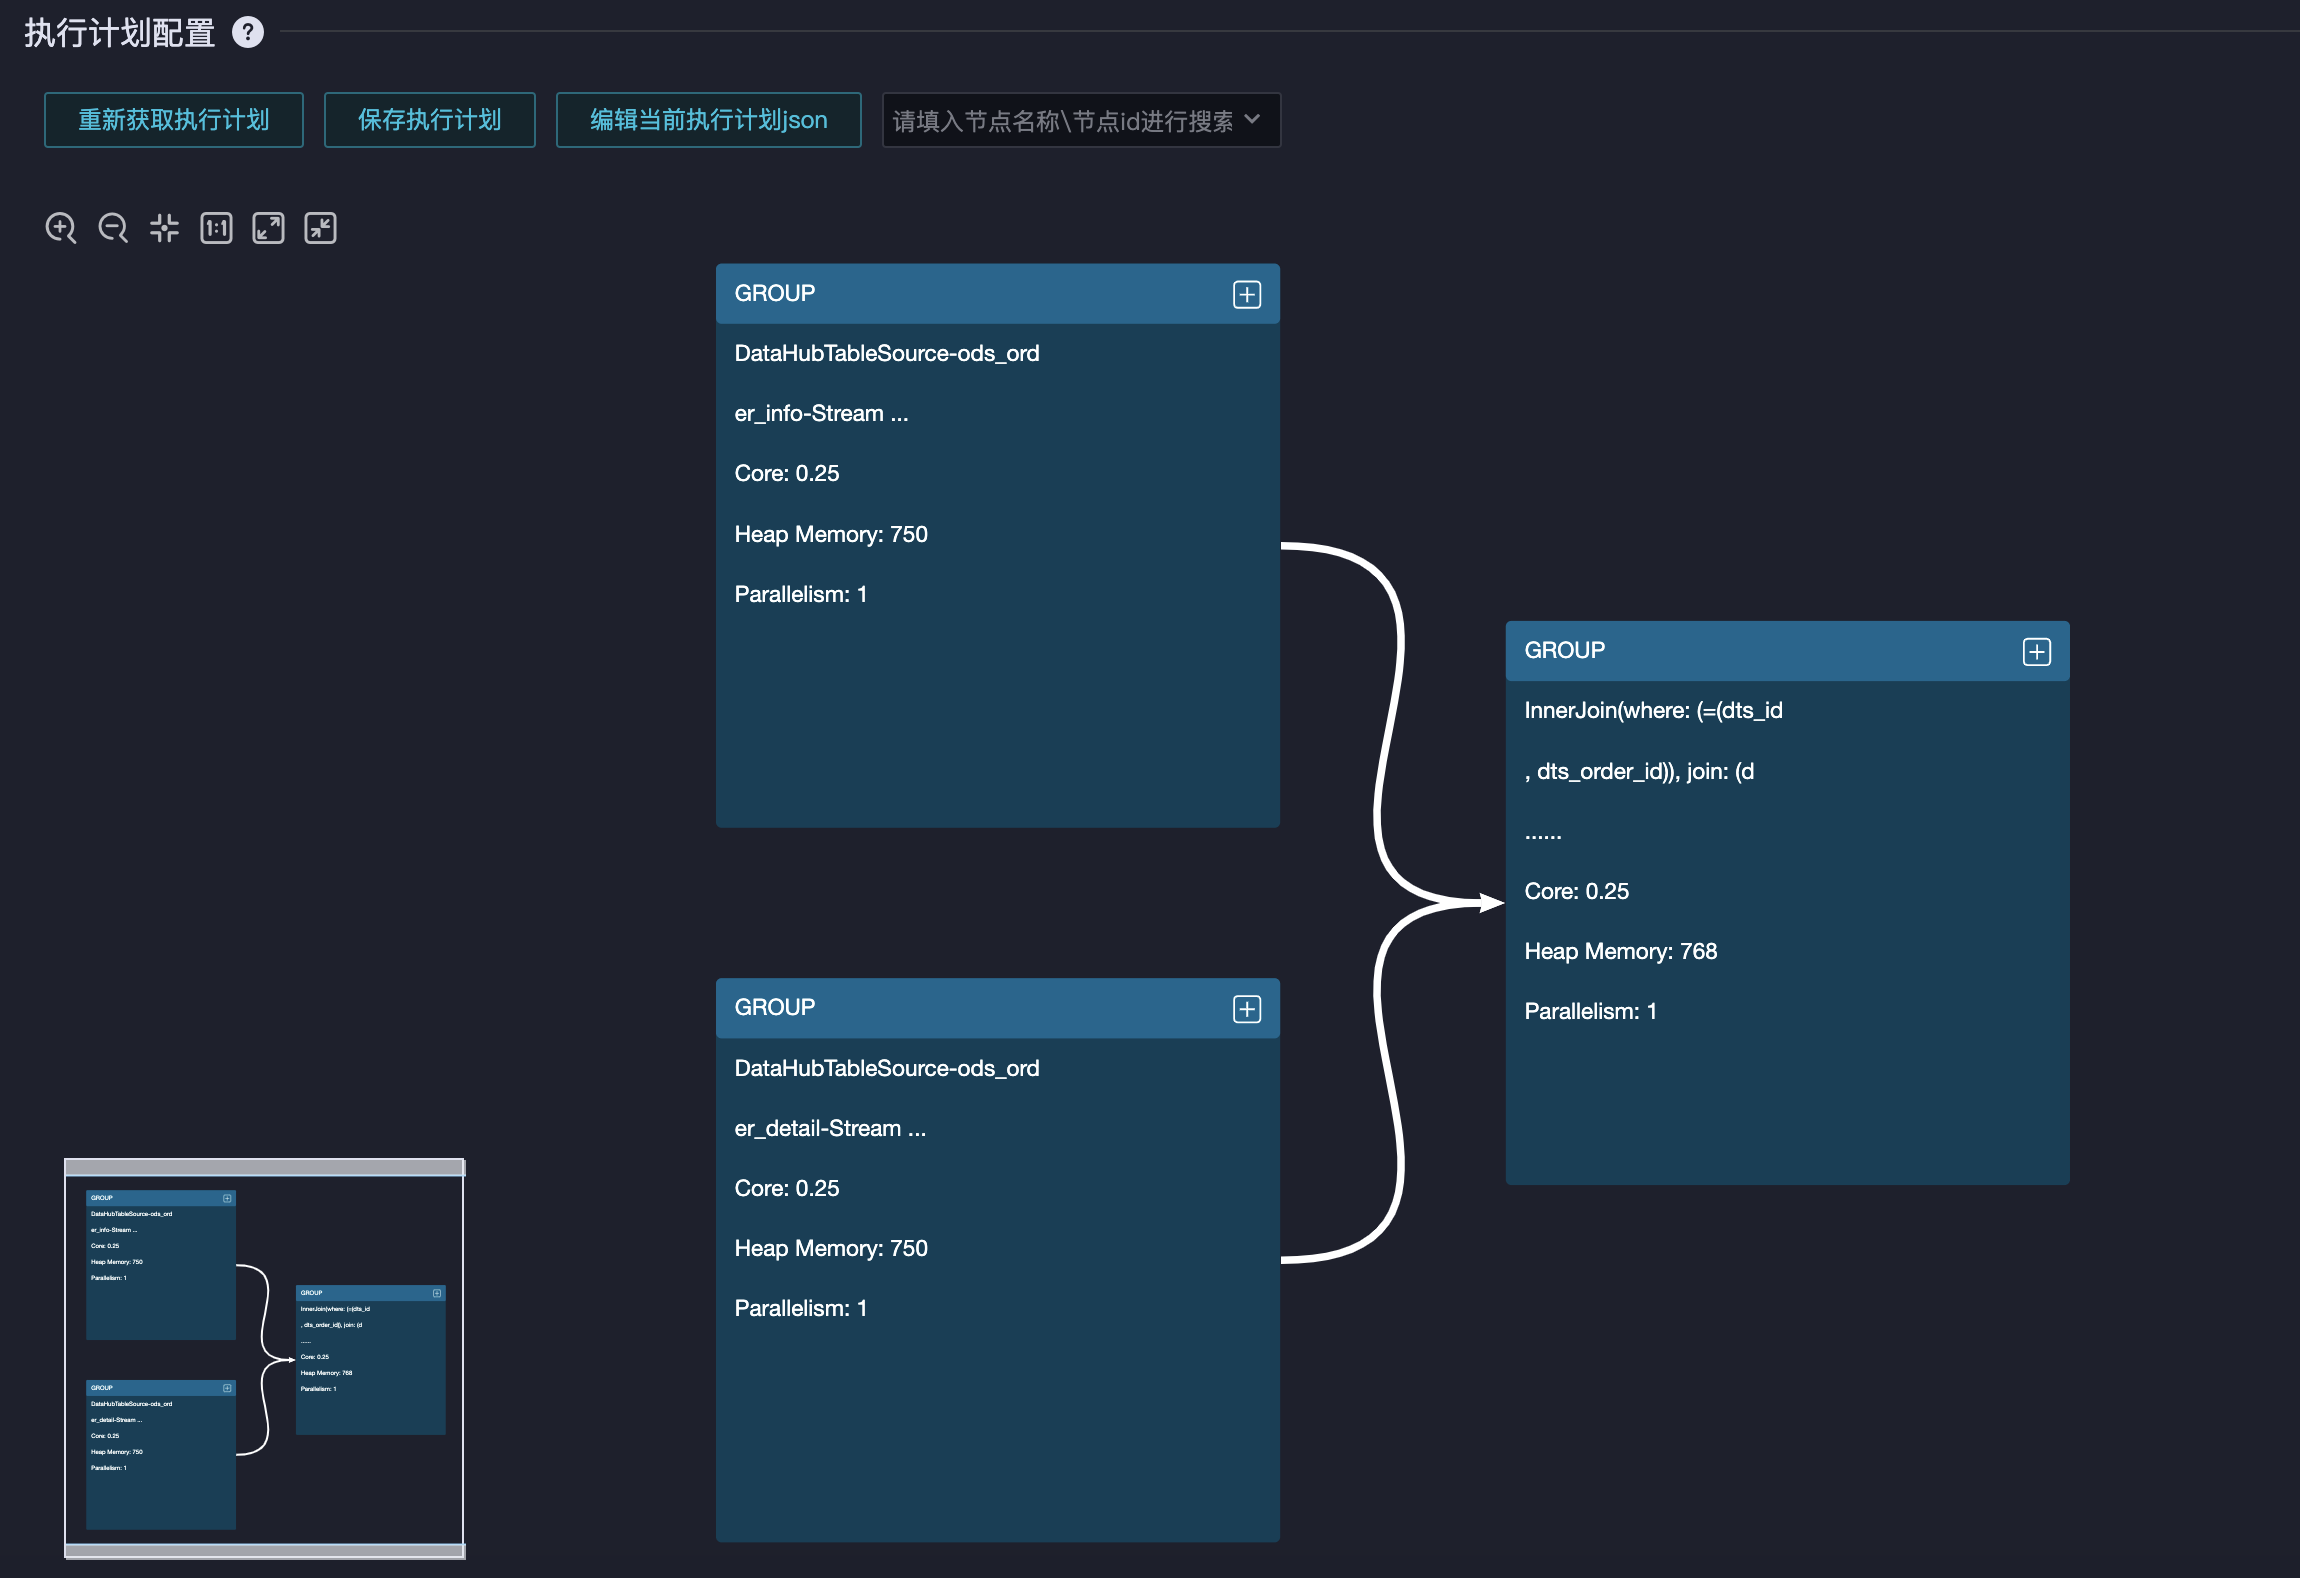 执行计划配置 ?
重新获取执行计划 保存执行计划 编辑当前执行计划json 请填入节点名称\节点id进行搜索
1:1
GROUP
DataHubTableSource-ods_ord
er_info-Stream ...
Core: 0.25
Heap Memory: 750
Parallelism: 1
GROUP
InnerJoin(where: (=(dts_id
, dts_order_id)), join: (d
......
Core: 0.25
Heap Memory: 768
Parallelism: 1
GROUP
DataHubTableSource-ods_ord
er_detail-Stream ...
Core: 0.25
Heap Memory: 750
Parallelism: 1
GROUP
DataHubTableSource-ods_ord
er_info-Stream ...
Core: 0.25
Heap Memory: 750
Parallelism: 1
GROUP
InnerJoin(where: (=(dts_id
, dts_order_id)), join: (d
......
Core: 0.25
Heap Memory: 768
Parallelism: 1
GROUP
DataHubTableSource-ods_ord
er_detail-Stream ...
Core: 0.25
Heap Memory: 750
Parallelism: 1